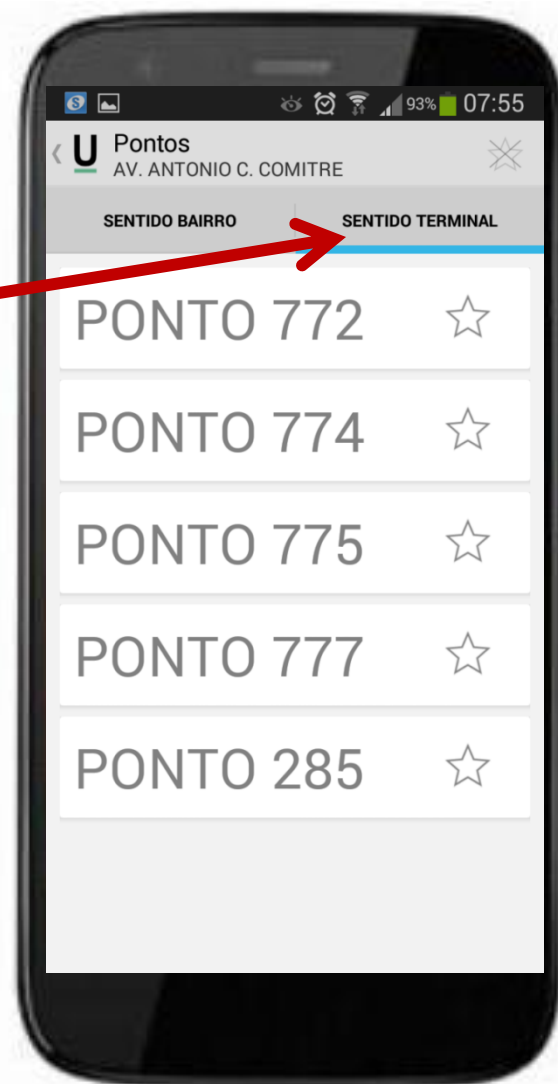 93% 07:55
U Pontos
AV. ANTONIO C. COMITRE
SENTIDO BAIRRO SENTIDO TERMINAL
PONTO 772
PONTO 774
PONTO 775
PONTO 777
PONTO 285